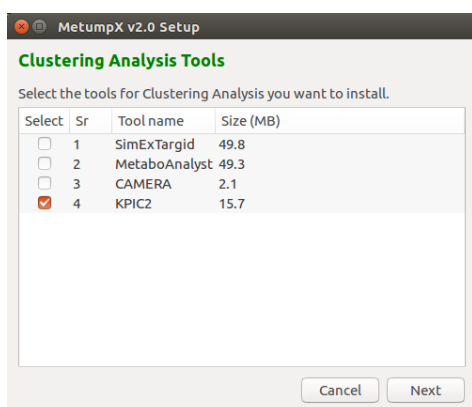 MetumpX v2.0 Setup
Clustering Analysis Tools
Select the tools for Clustering Analysis you want to install.
Select Sr Tool name Size (MB)
1 SimExTargid 49.8
2 MetaboAnalyst 49.3
3 CAMERA 2.1
4 KPIC2 15.7
Cancel Next